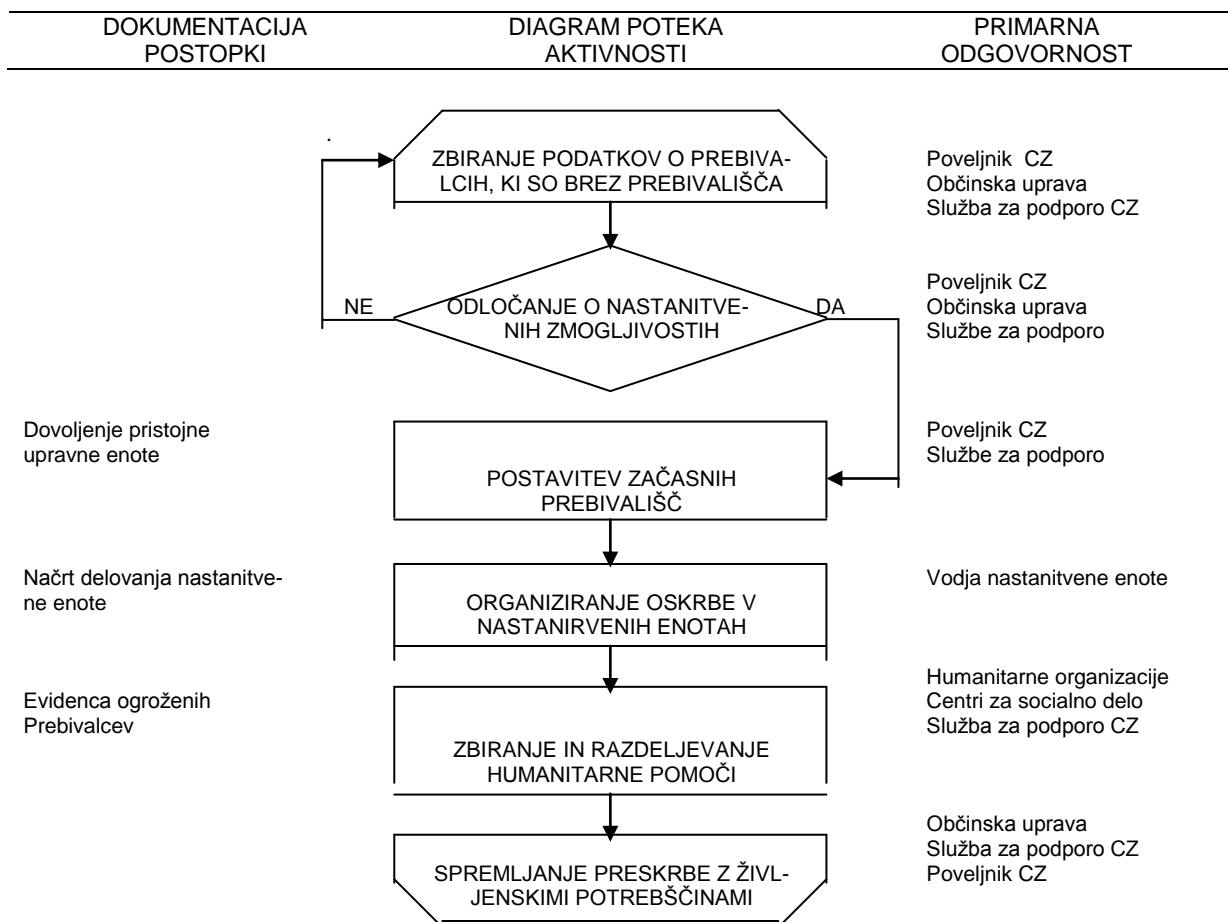 DOKUMENTACIJA
POSTOPKI
DIAGRAM POTEKA
AKTIVNOSTI
PRIMARNA
ODGOVORNOST
.
ZBIRANJE PODATKOV O PREBIVA-
LCIH, KI SO BREZ PREBIVALIŠČA
Poveljnik CZ
Občinska uprava
Služba za podporo CZ
NE
ODLOČANJE O NASTANITVE-
NIH ZMOGLJIVOSTIH
DA
Poveljnik CZ
Občinska uprava
Službe za podporo
Dovoljenje pristojne
upravne enote
POSTAVITEV ZAČASNIH
PREBIVALIŠČ
Poveljnik CZ
Službe za podporo
Načrt delovanja nastanitve-
ne enote
ORGANIZIRANJE OSKRBE V
NASTANIRVENIH ENOTAH
Vodja nastanitvene enote
Evidenca ogroženih
Prebivalcev
ZBIRANJE IN RAZDELJEVANJE
HUMANITARNE POMOČI
Humanitarne organizacije
Centri za socialno delo
Služba za podporo CZ
SPREMLJANJE PRESKRBE Z ŽIVL-
JENSKIMI POTREBŠČINAMI
Občinska uprava
Služba za podporo CZ
Poveljnik CZ